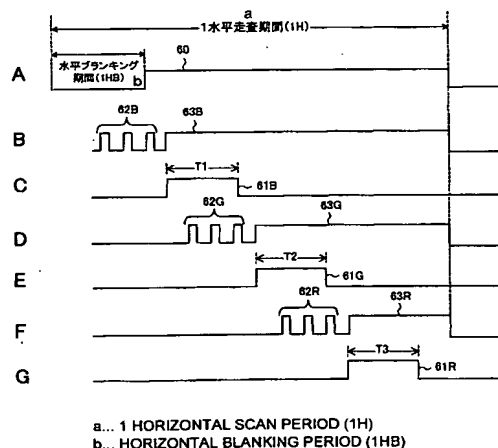 a
1水平走査期間(1H)
水平ブランキング
期間(1HB) b
60
A
62B 63B
B
T1
C 61B
62G 63G
D
T2
E 61G
62R 63R
F
T3
G 61R
a... 1 HORIZONTAL SCAN PERIOD (1H)
b... HORIZONTAL BLANKING PERIOD (1HB)